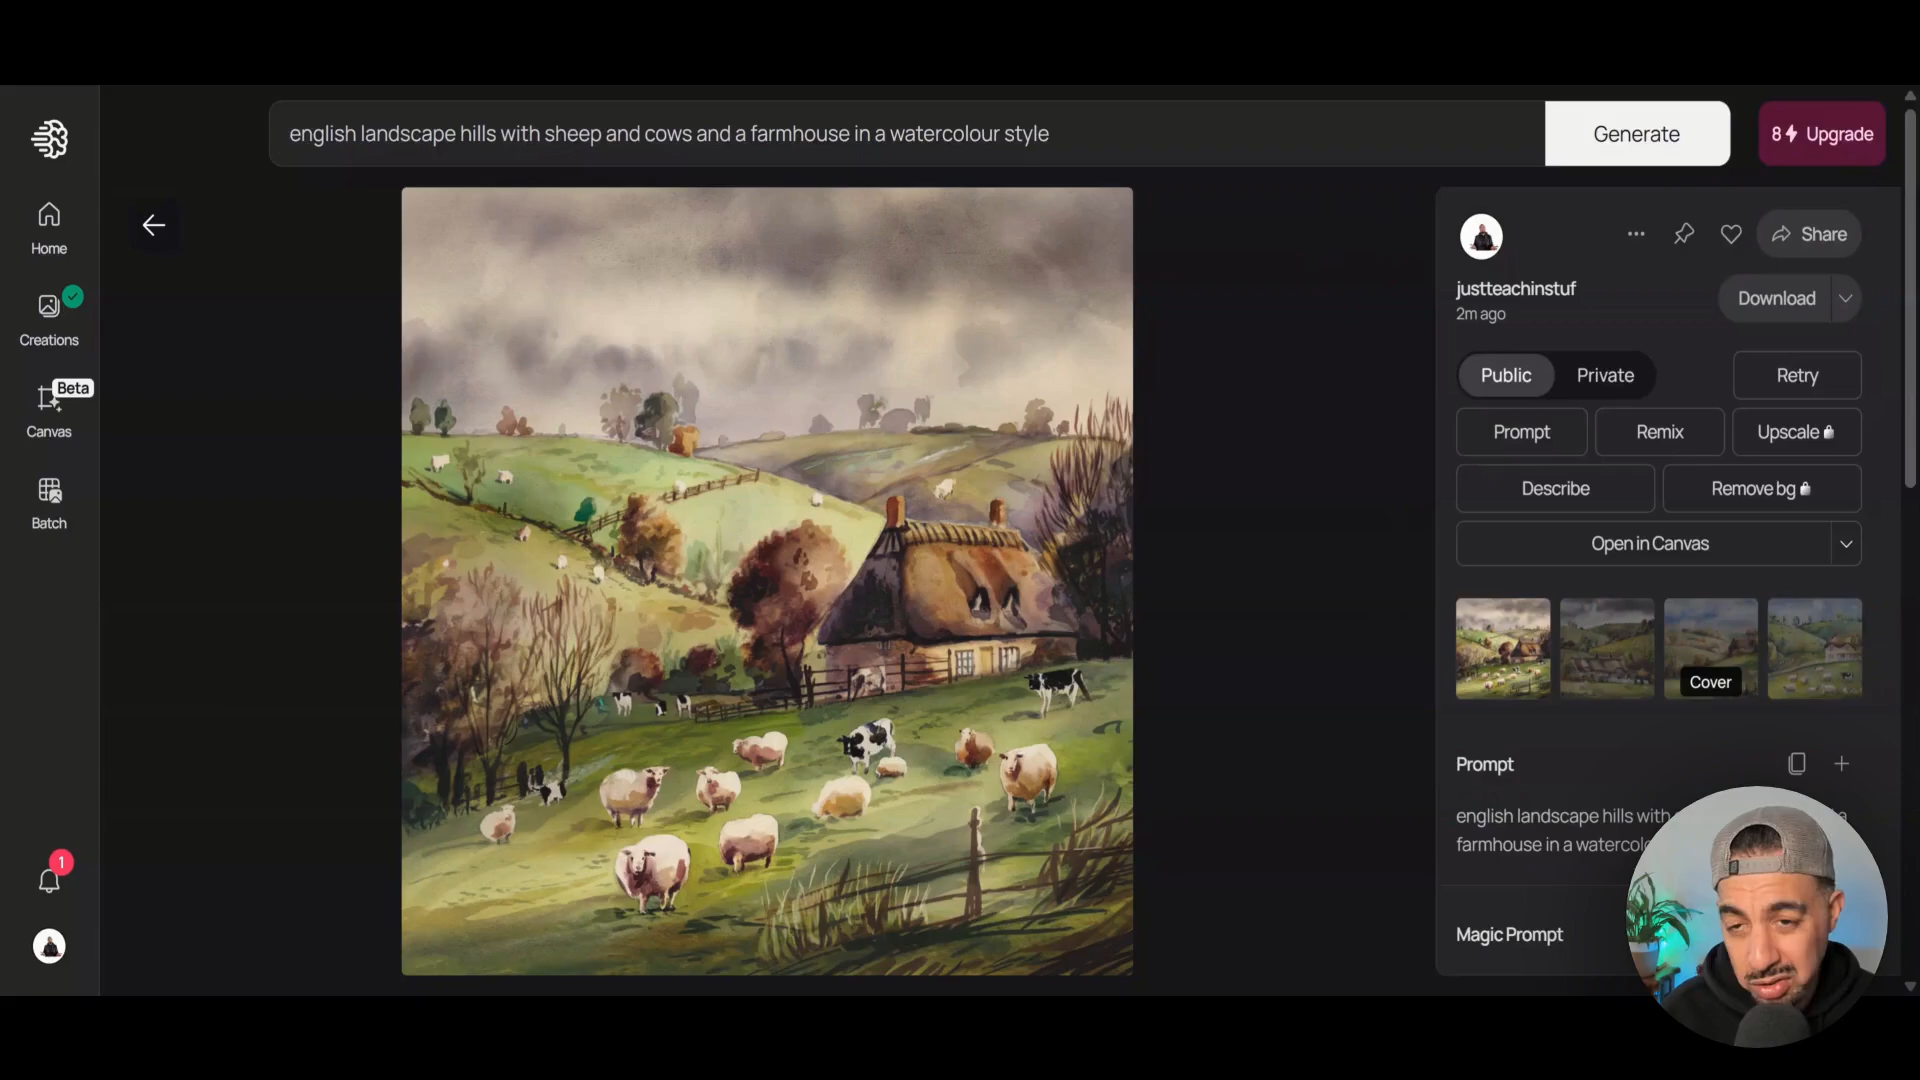 english landscape hills with sheep and cows and a farmhouse in a watercolour style
Generate
8 Upgrade
Home
Creations
Beta
Canvas
Batch
1
Share
justteachinstuf
2m ago
Download
Public
Private
Retry
Prompt
Remix
Upscale
Describe
Remove bg
Open in Canvas
Cover
Prompt
english landscape hills with a
farmhouse in a
Magic Prompt